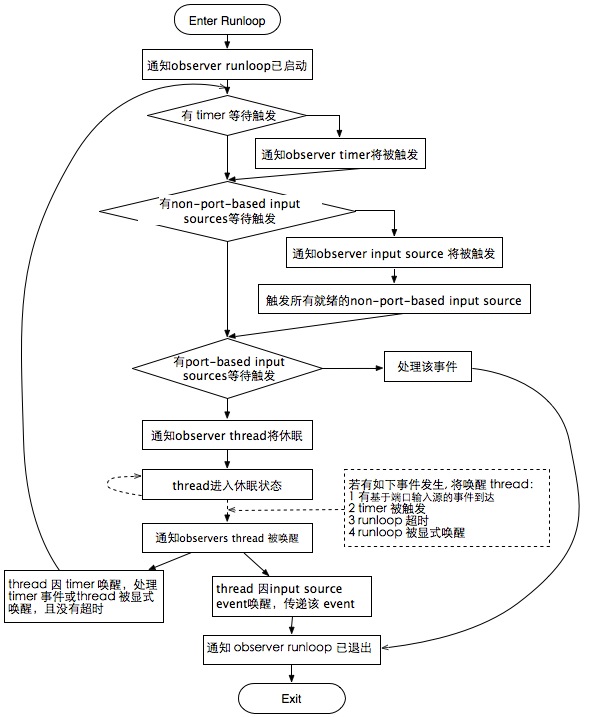 Enter Runloop
通知observer runloop已启动
有 timer 等待触发
通知observer timer将被触发
有non-port-based input
sources等待触发
通知observer input source 将被触发
触发所有就绪的non-port-based input source
有port-based input
sources等待触发
处理该事件
通知observer thread将休眠
thread进入休眠状态
若有如下事件发生, 将唤醒 thread:
1 有基于端口输入源的事件到达
2 timer 被触发
3 runloop 超时
4 runloop 被显式唤醒
通知observers thread 被唤醒
thread 因 timer 唤醒，处理
timer 事件或thread 被显式
唤醒，且没有超时
thread 因input source
event唤醒，传递该 event
通知 observer runloop 已退出
Exit